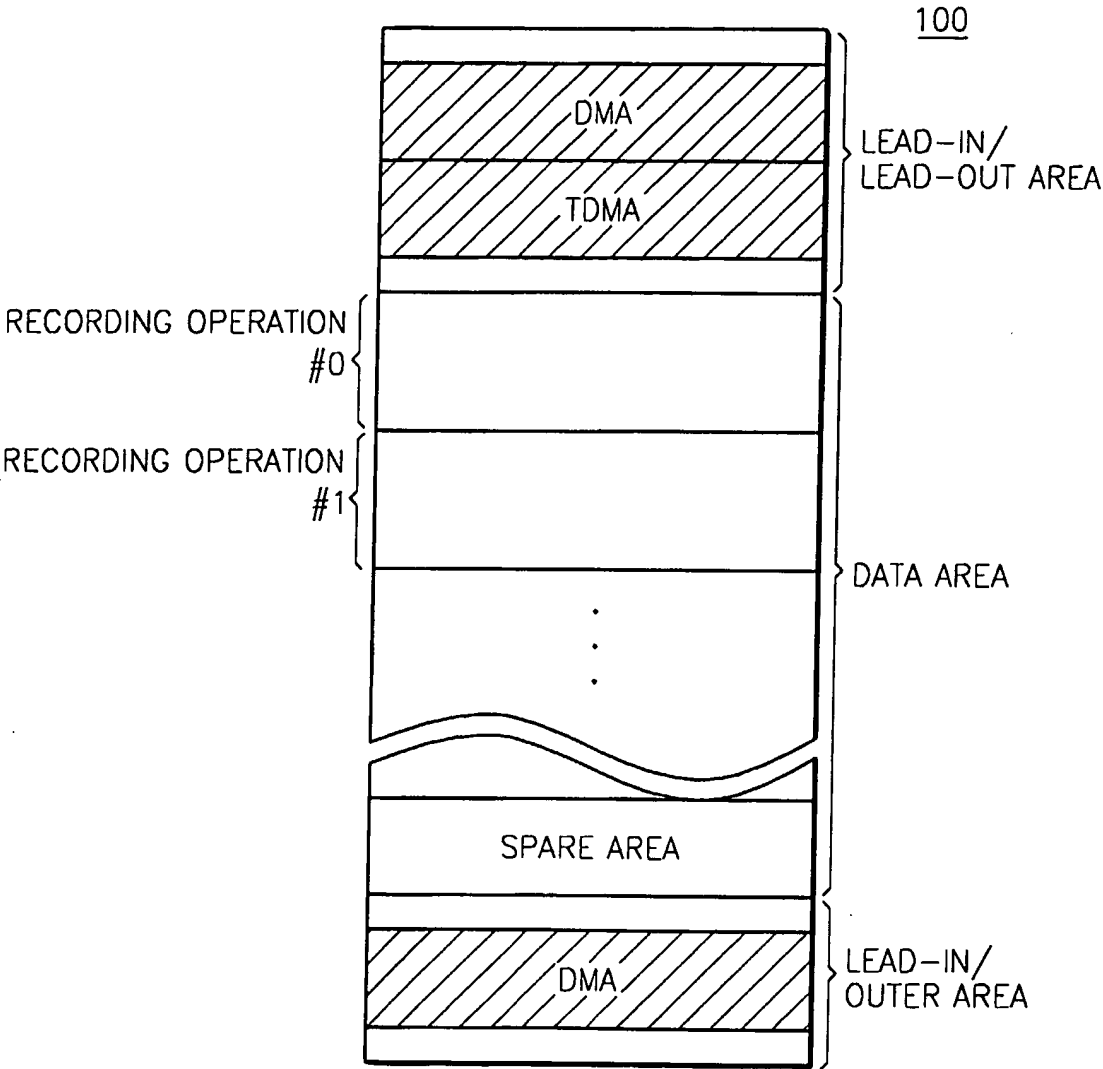 100
DMA
LEAD-IN/
LEAD-OUT AREA
TDMA
RECORDING OPERATION
#0
RECORDING OPERATION
#1
DATA AREA
SPARE AREA
DMA
LEAD-IN/
OUTER AREA